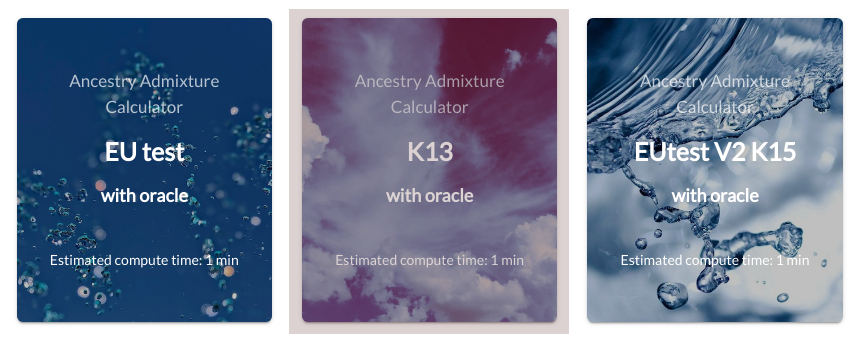 Ancestry Admixture
Calculator
EU test
with oracle
Estimated compute time: 1 min
Ancestry Admixture
Calculator
K13
with oracle
Estimated compute time: 1 min
Ancestry Admixture
Calculator
EUtest V2 K15
with oracle
Estimated compute time: 1 min